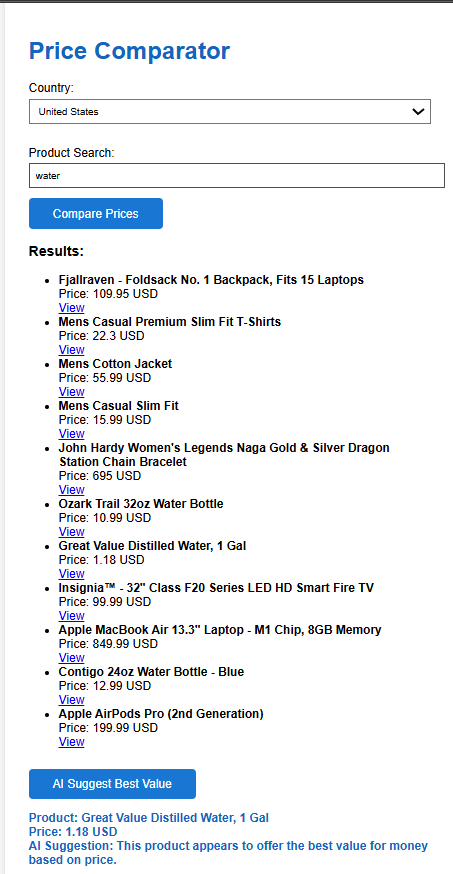 Price Comparator
Country:
United States
Product Search:
water
Compare Prices
Results:
Fjallraven - Foldsack No. 1 Backpack, Fits 15 Laptops
Price: 109.95 USD
View
Mens Casual Premium Slim Fit T-Shirts
Price: 22.3 USD
View
Mens Cotton Jacket
Price: 55.99 USD
View
Mens Casual Slim Fit
Price: 15.99 USD
View
John Hardy Women's Legends Naga Gold & Silver Dragon
Station Chain Bracelet
Price: 695 USD
View
Ozark Trail 32oz Water Bottle
Price: 10.99 USD
View
Great Value Distilled Water, 1 Gal
Price: 1.18 USD
View
Insignia™ - 32" Class F20 Series LED HD Smart Fire TV
Price: 99.99 USD
View
Apple MacBook Air 13.3" Laptop - M1 Chip, 8GB Memory
Price: 849.99 USD
View
Contigo 24oz Water Bottle - Blue
Price: 12.99 USD
View
Apple AirPods Pro (2nd Generation)
Price: 199.99 USD
View
AI Suggest Best Value
Product: Great Value Distilled Water, 1 Gal
Price: 1.18 USD
AI Suggestion: This product appears to offer the best value for money
based on price.